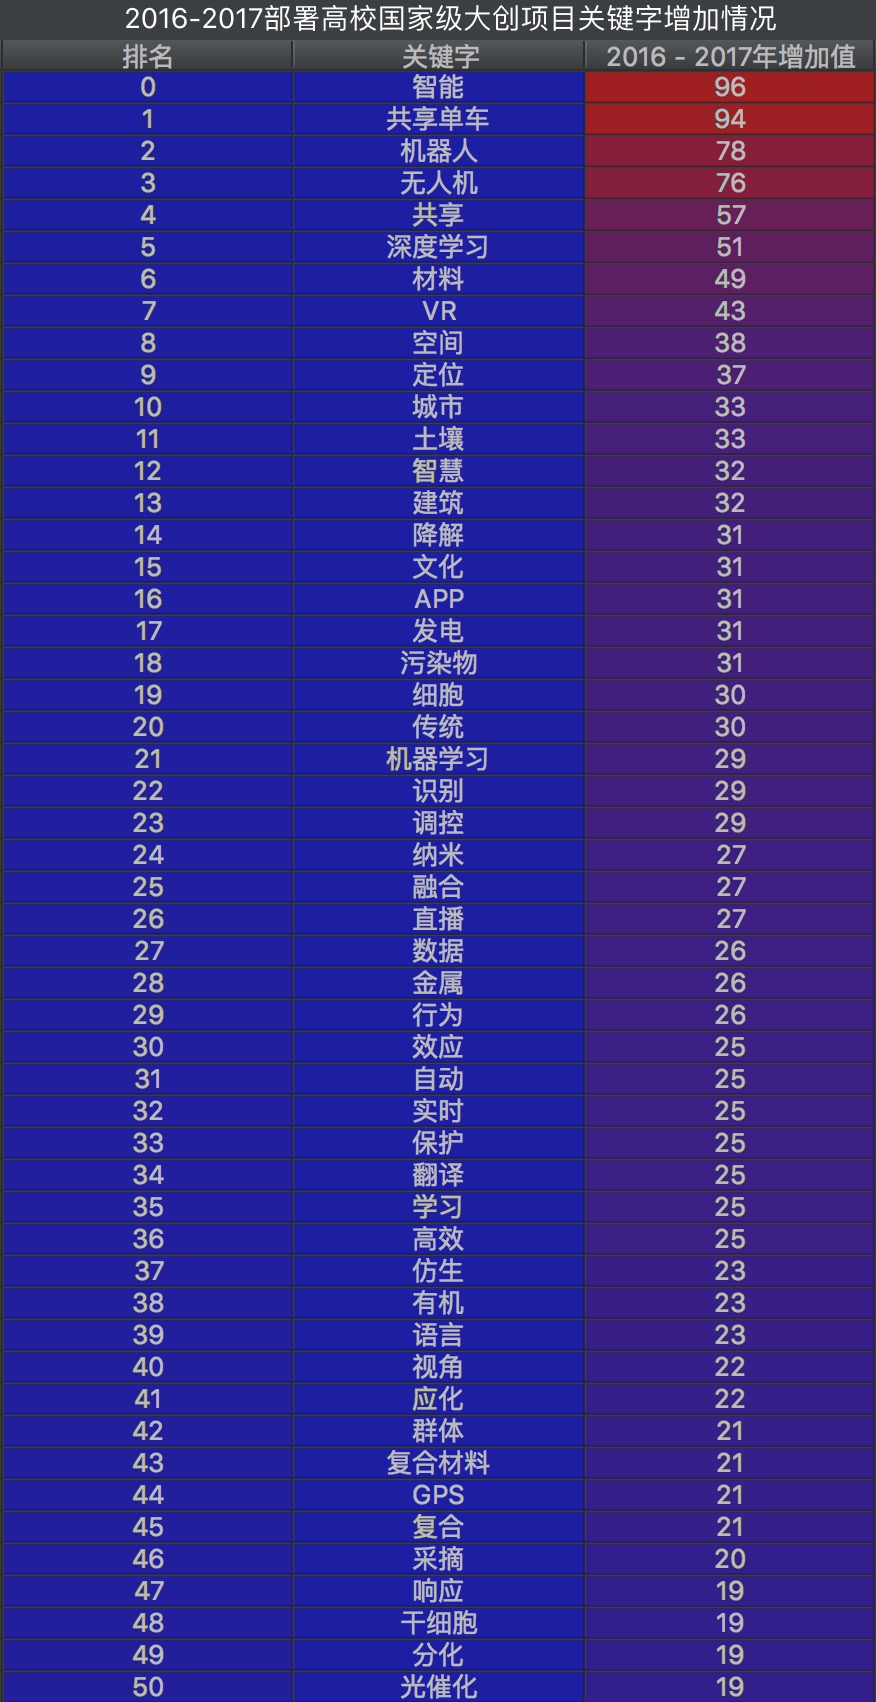 2016-2017部署高校国家级大创项目关键字增加情况
排名 关键字 2016 - 2017年增加值
0 智能 96
1 共享单车 94
2 机器人 78
3 无人机 76
4 共享 57
5 深度学习 51
6 材料 49
7 VR 43
8 空间 38
9 定位 37
10 城市 33
11 土壤 33
12 智慧 32
13 建筑 32
14 降解 31
15 文化 31
16 APP 31
17 发电 31
18 污染物 31
19 细胞 30
20 传统 30
21 机器学习 29
22 识别 29
23 调控 29
24 纳米 27
25 融合 27
26 直播 27
27 数据 26
28 金属 26
29 行为 26
30 效应 25
31 自动 25
32 实时 25
33 保护 25
34 翻译 25
35 学习 25
36 高效 25
37 仿生 23
38 有机 23
39 语言 23
40 视角 22
41 应化 22
42 群体 21
43 复合材料 21
44 GPS 21
45 复合 21
46 采摘 20
47 响应 19
48 干细胞 19
49 分化 19
50 光催化 19